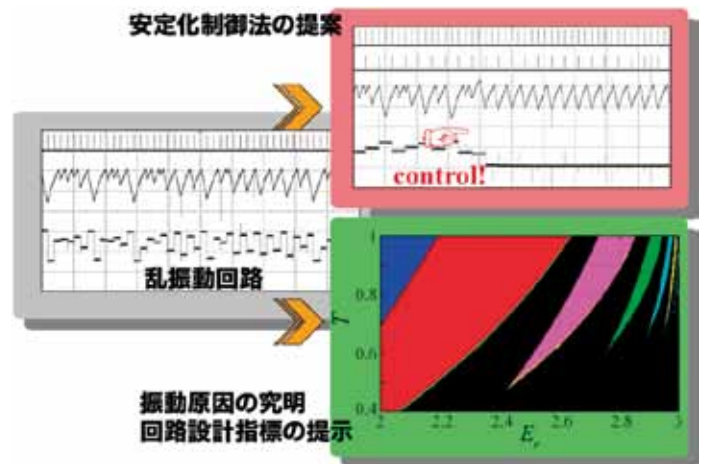 安定化制御法の提案
control!
乱振動回路
1
0.8
0.6
0.4
T
2
2.2
2.4
2.6
2.8
3
E_r
振動原因の究明
回路設計指標の提示